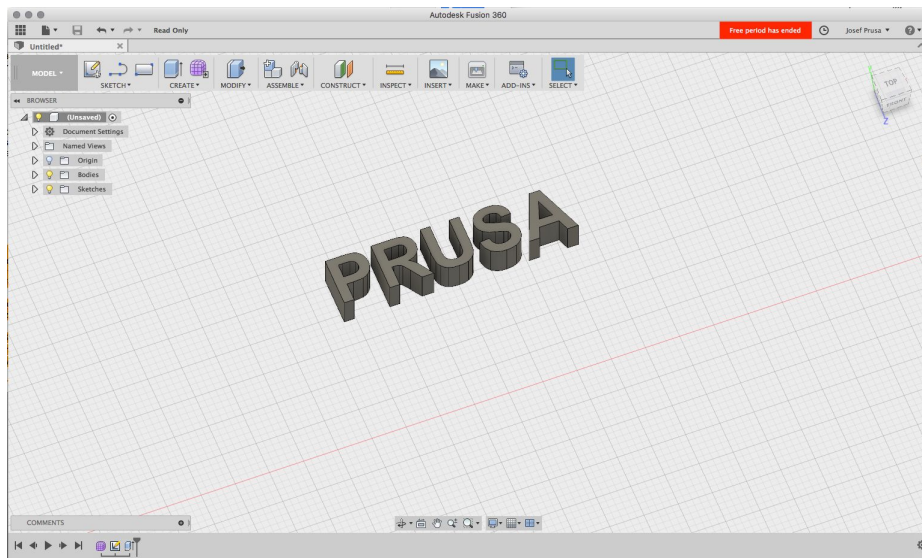 Autodesk Fusion 360
Read Only
Free period has ended
Josef Prusa
Untitled*
MODEL
SKETCH
CREATE
MODIFY
ASSEMBLE
CONSTRUCT
INSPECT
INSERT
MAKE
ADD-INS
SELECT
TOP
FRONT
Z
BROWSER
(Unsaved)
Document Settings
Named Views
Origin
Bodies
Sketches
PRUSA
COMMENTS